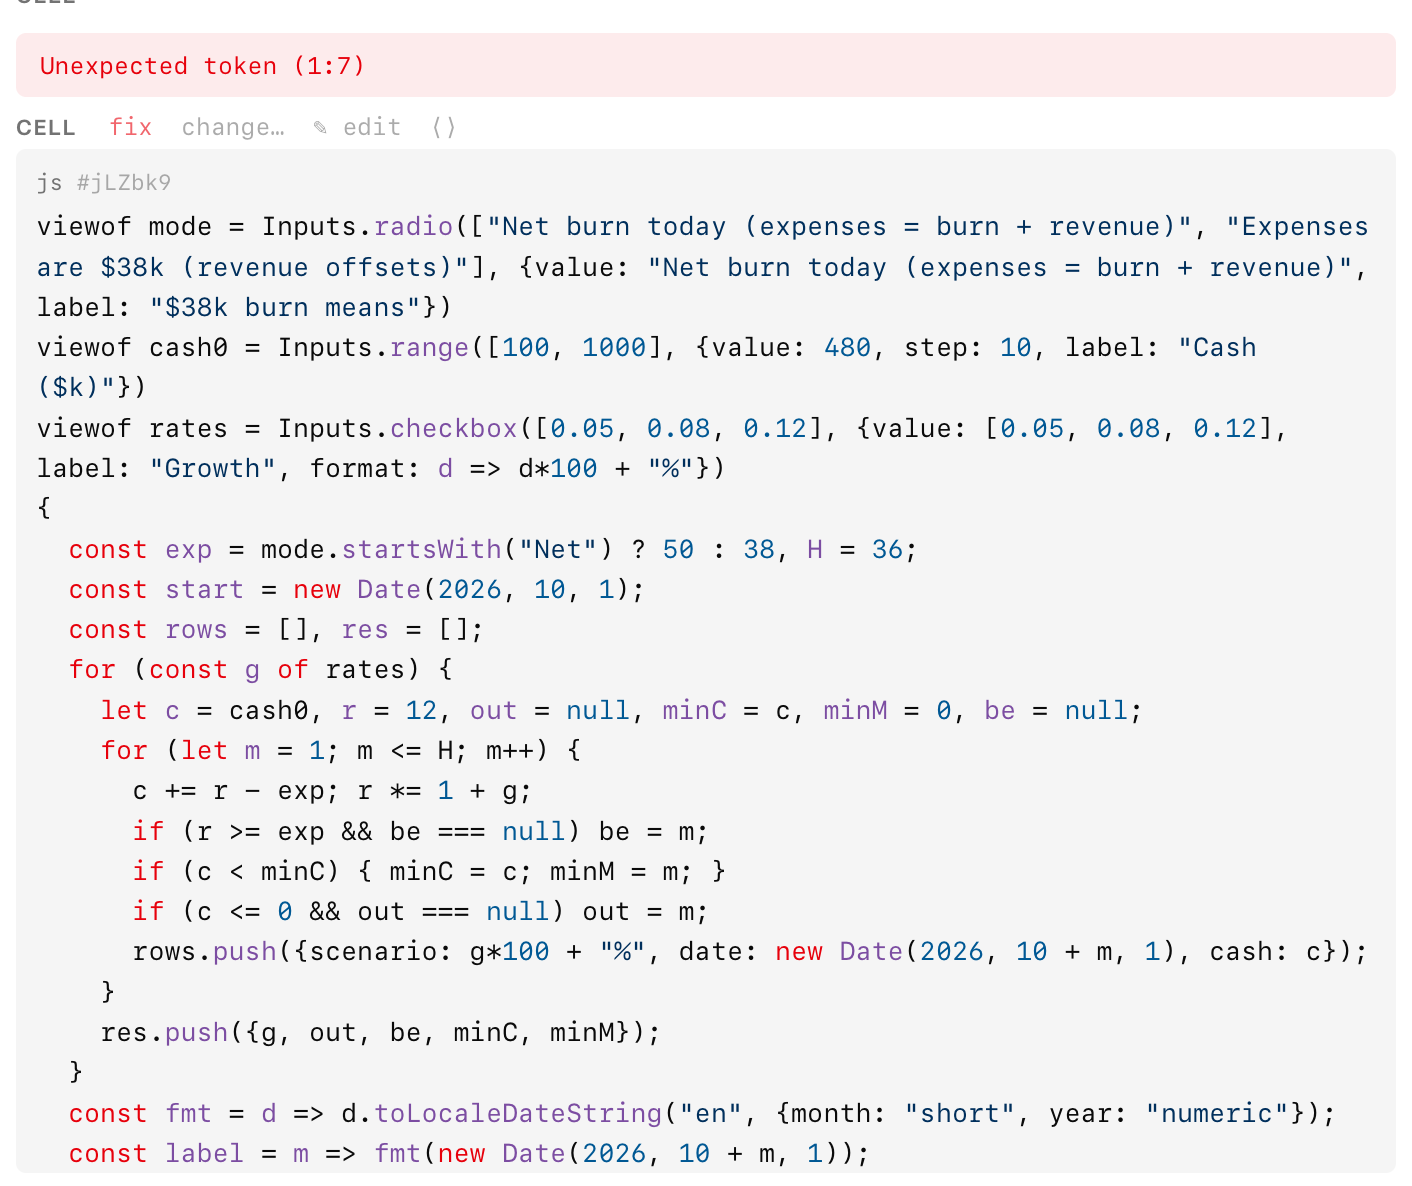 CELL
Unexpected token (1:7)
CELL fix change… ✎ edit ⟨⟩
js #jLZbk9
viewof mode = Inputs.radio(["Net burn today (expenses = burn + revenue)", "Expenses
are $38k (revenue offsets)"], {value: "Net burn today (expenses = burn + revenue)",
label: "$38k burn means"})
viewof cash0 = Inputs.range([100, 1000], {value: 480, step: 10, label: "Cash
($k)"})
viewof rates = Inputs.checkbox([0.05, 0.08, 0.12], {value: [0.05, 0.08, 0.12],
label: "Growth", format: d => d*100 + "%"})
{
  const exp = mode.startsWith("Net") ? 50 : 38, H = 36;
  const start = new Date(2026, 10, 1);
  const rows = [], res = [];
  for (const g of rates) {
    let c = cash0, r = 12, out = null, minC = c, minM = 0, be = null;
    for (let m = 1; m <= H; m++) {
      c += r - exp; r *= 1 + g;
      if (r >= exp && be === null) be = m;
      if (c < minC) { minC = c; minM = m; }
      if (c <= 0 && out === null) out = m;
      rows.push({scenario: g*100 + "%", date: new Date(2026, 10 + m, 1), cash: c});
    }
    res.push({g, out, be, minC, minM});
  }
  const fmt = d => d.toLocaleDateString("en", {month: "short", year: "numeric"});
  const label = m => fmt(new Date(2026, 10 + m, 1));